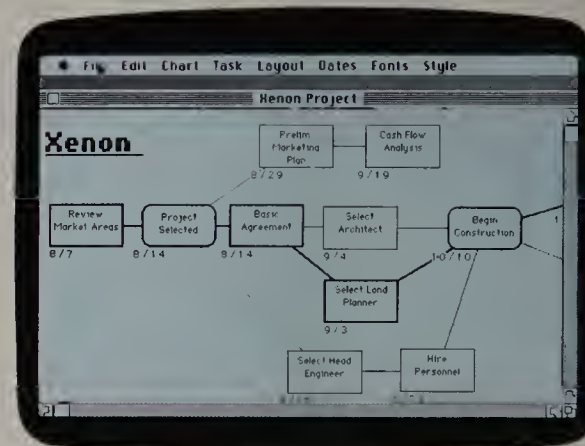 File Edit Chart Task Layout Dates Fonts Style
Xenon Project
Xenon
Prelim
Marketing
Plan
8/29
Cash Flow
Analysis
9/19
Review
Market Areas
8/7
Project
Selected
8/14
Basic
Agreement
8/14
Select
Architect
9/4
Begin
Construction
10/10
1
Select Land
Planner
9/3
Select Head
Engineer
Hire
Personnel